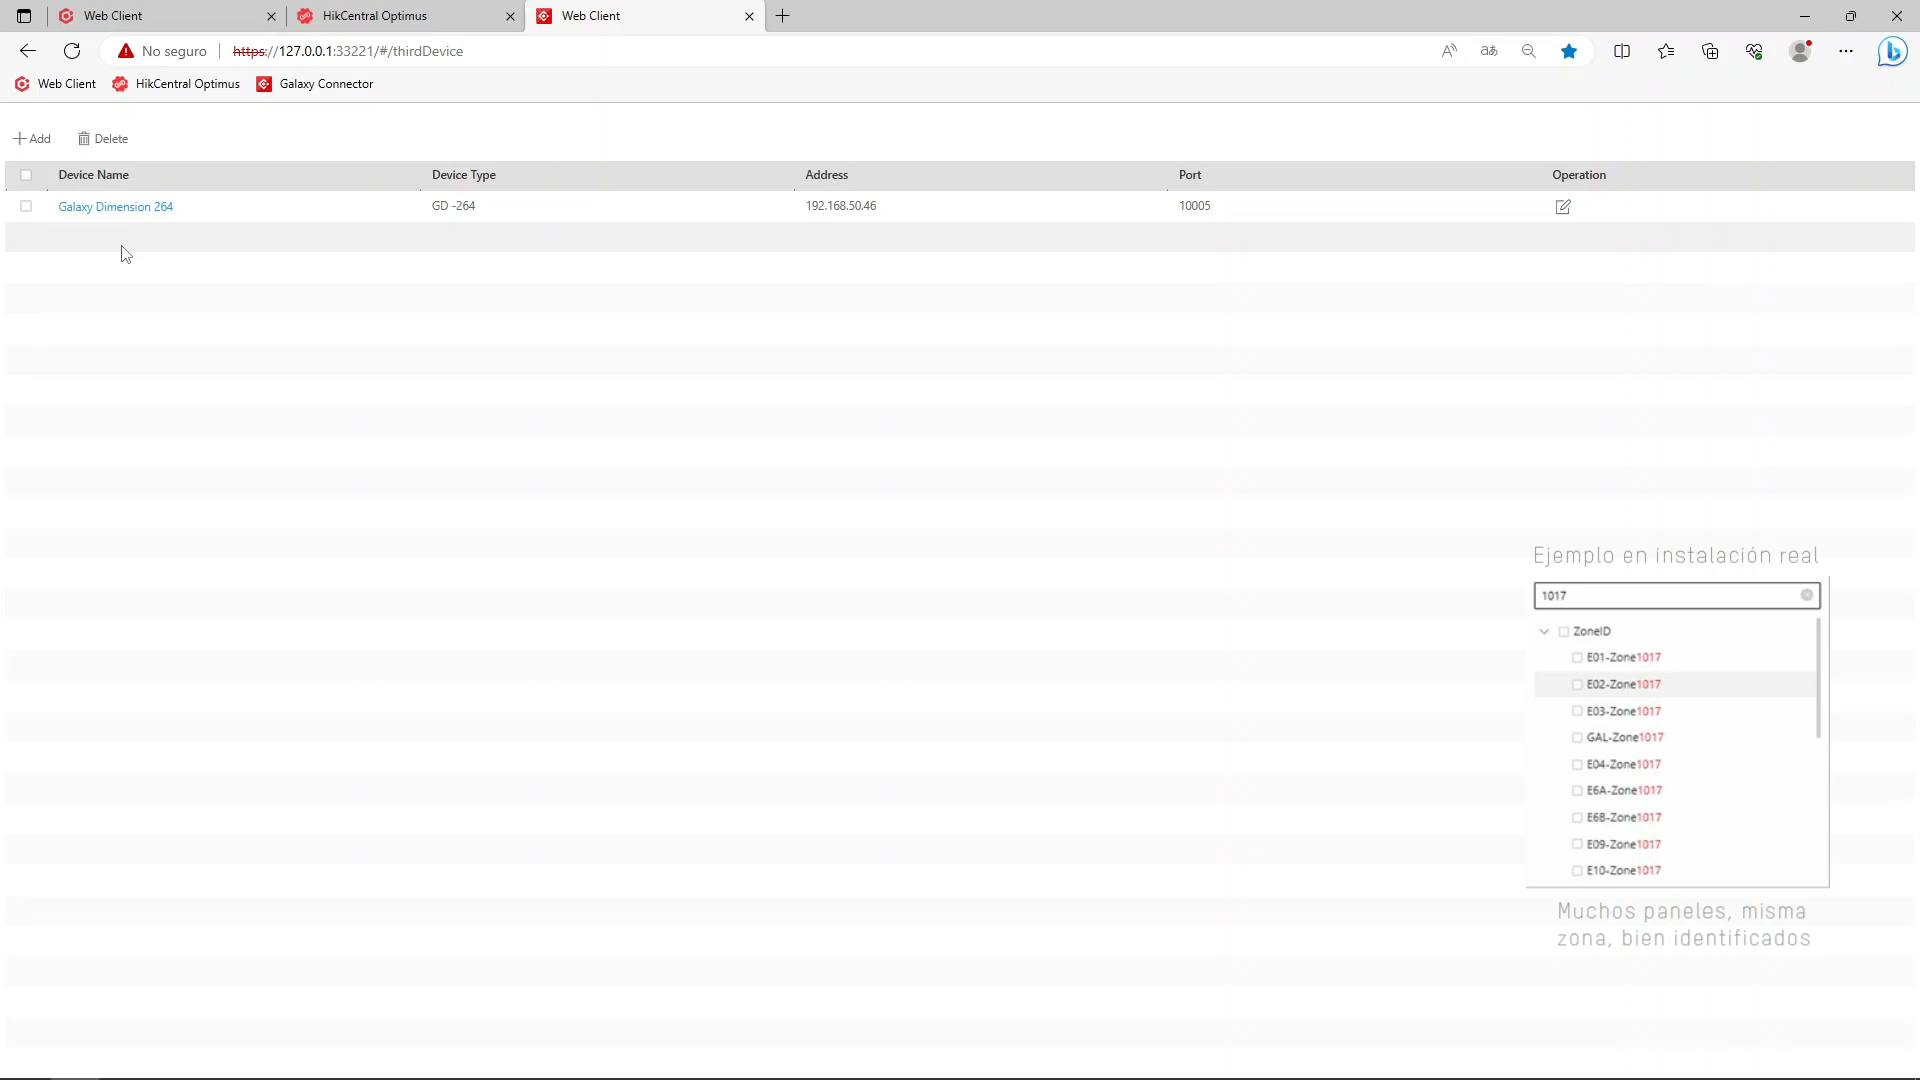 Web Client
HikCentral Optimus
Web Client
No seguro
https://127.0.0.1:33221/#/thirdDevice
Web Client
HikCentral Optimus
Galaxy Connector
Add
Delete
Device Name
Device Type
Address
Port
Operation
Galaxy Dimension 264
GD -264
192.168.50.46
10005
Ejemplo en instalación real
1017
ZoneID
E01-Zone1017
E02-Zone1017
E03-Zone1017
GAL-Zone1017
E04-Zone1017
E6A-Zone1017
E6B-Zone1017
E09-Zone1017
E10-Zone1017
Muchos paneles, misma
zona, bien identificados